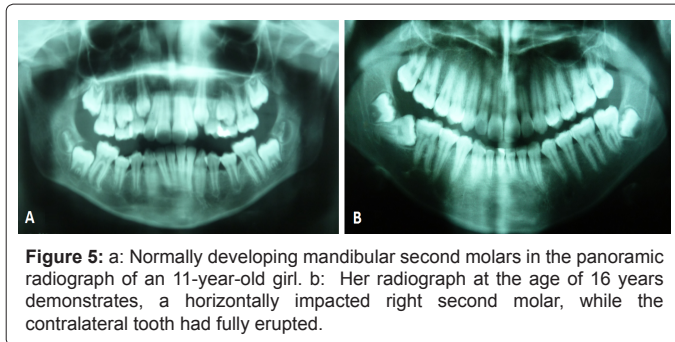 A
B
Figure 5: a: Normally developing mandibular second molars in the panoramic
radiograph of an 11-year-old girl. b: Her radiograph at the age of 16 years
demonstrates, a horizontally impacted right second molar, while the
contralateral tooth had fully erupted.